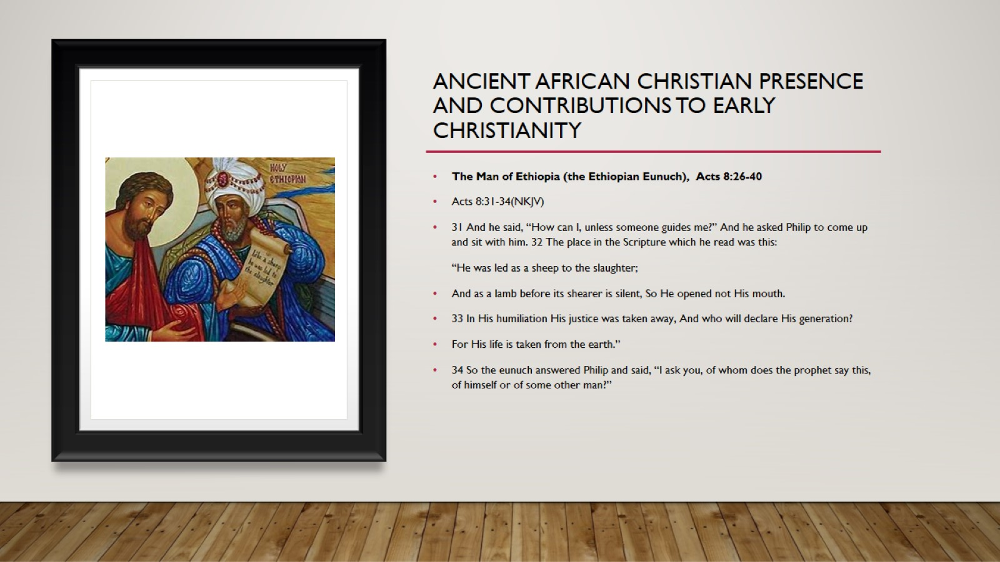 HOLY
ETHIOPIAN
Like a sheep
he was led to
the slaughter
ANCIENT AFRICAN CHRISTIAN PRESENCE
AND CONTRIBUTIONS TO EARLY
CHRISTIANITY
• The Man of Ethiopia (the Ethiopian Eunuch), Acts 8:26-40
• Acts 8:31-34(NKJV)
• 31 And he said, “How can I, unless someone guides me?” And he asked Philip to come up
and sit with him. 32 The place in the Scripture which he read was this:
“He was led as a sheep to the slaughter;
• And as a lamb before its shearer is silent, So He opened not His mouth.
• 33 In His humiliation His justice was taken away, And who will declare His generation?
• For His life is taken from the earth.”
• 34 So the eunuch answered Philip and said, “I ask you, of whom does the prophet say this,
of himself or of some other man?”